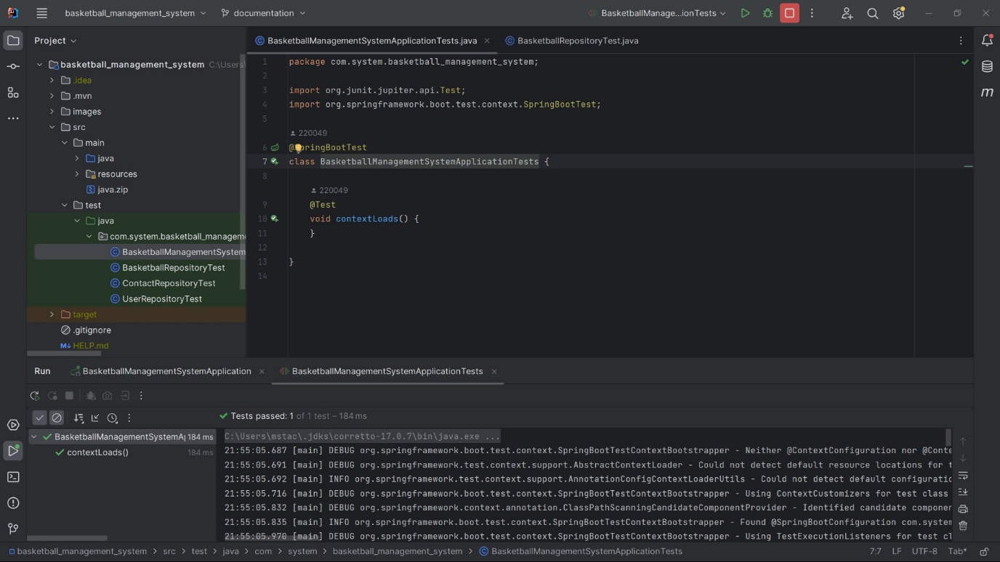 basketball_management_system
documentation
BasketballManage...ionTests
Project
BasketballManagementSystemApplicationTests.java
BasketballRepositoryTest.java
basketball_management_system C:\Users\
.idea
.mvn
images
src
main
java
resources
java.zip
test
java
com.system.basketball_managem
BasketballManagementSystem
BasketballRepositoryTest
ContactRepositoryTest
UserRepositoryTest
target
.gitignore
M↓ HELP.md
1 package com.system.basketball_management_system;
2
3 import org.junit.jupiter.api.Test;
4 import org.springframework.boot.test.context.SpringBootTest;
5
220049
6 @SpringBootTest
7 class BasketballManagementSystemApplicationTests {
8
220049
9 @Test
10 void contextLoads() {
11 }
12
13 }
14
m
Run
BasketballManagementSystemApplication
BasketballManagementSystemApplicationTests
Tests passed: 1 of 1 test – 184 ms
BasketballManagementSystemA 184 ms
contextLoads() 184 ms
C:\Users\mstac\.jdks\corretto-17.0.7\bin\java.exe ...
21:55:05.687 [main] DEBUG org.springframework.boot.test.context.SpringBootTestContextBootstrapper - Neither @ContextConfiguration nor @Conte
21:55:05.691 [main] DEBUG org.springframework.test.context.support.AbstractContextLoader - Could not detect default resource locations for t
21:55:05.692 [main] INFO org.springframework.test.context.support.AnnotationConfigContextLoaderUtils - Could not detect default configuratio
21:55:05.716 [main] DEBUG org.springframework.boot.test.context.SpringBootTestContextBootstrapper - Using ContextCustomizers for test class
21:55:05.832 [main] DEBUG org.springframework.context.annotation.ClassPathScanningCandidateComponentProvider - Identified candidate componen
21:55:05.835 [main] INFO org.springframework.boot.test.context.SpringBootTestContextBootstrapper - Found @SpringBootConfiguration com.system
21:55:05.970 [main] DEBUG org.springframework.boot.test.context.SpringBootTestContextBootstrapper - Using TestExecutionListeners for test cl
basketball_management_system > src > test > java > com > system > basketball_management_system > BasketballManagementSystemApplicationTests
7:7 LF UTF-8 Tab*